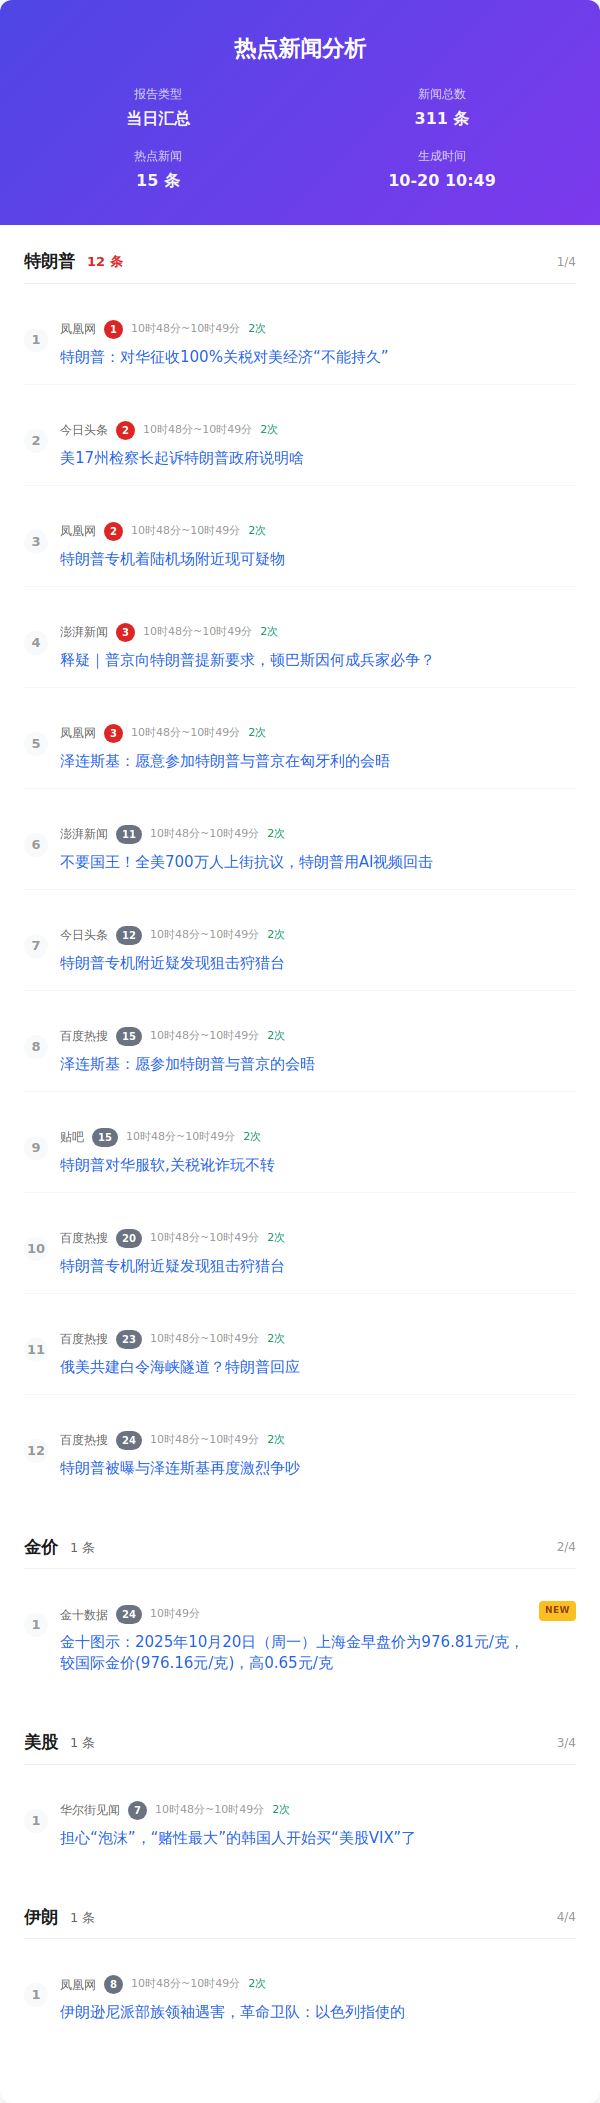 热点新闻分析
报告类型 新闻总数
当日汇总 311 条
热点新闻 生成时间
15 条 10-20 10:49
特朗普 12 条 1/4
1 凤凰网 1 10时48分~10时49分 2次
特朗普：对华征收100%关税对美经济“不能持久”
2 今日头条 2 10时48分~10时49分 2次
美17州检察长起诉特朗普政府说明啥
3 凤凰网 2 10时48分~10时49分 2次
特朗普专机着陆机场附近现可疑物
4 澎湃新闻 3 10时48分~10时49分 2次
释疑｜普京向特朗普提新要求，顿巴斯因何成兵家必争？
5 凤凰网 3 10时48分~10时49分 2次
泽连斯基：愿意参加特朗普与普京在匈牙利的会晤
6 澎湃新闻 11 10时48分~10时49分 2次
不要国王！全美700万人上街抗议，特朗普用AI视频回击
7 今日头条 12 10时48分~10时49分 2次
特朗普专机附近疑发现狙击狩猎台
8 百度热搜 15 10时48分~10时49分 2次
泽连斯基：愿参加特朗普与普京的会晤
9 贴吧 15 10时48分~10时49分 2次
特朗普对华服软,关税讹诈玩不转
10 百度热搜 20 10时48分~10时49分 2次
特朗普专机附近疑发现狙击狩猎台
11 百度热搜 23 10时48分~10时49分 2次
俄美共建白令海峡隧道？特朗普回应
12 百度热搜 24 10时48分~10时49分 2次
特朗普被曝与泽连斯基再度激烈争吵
金价 1 条 2/4
1 金十数据 24 10时49分 NEW
金十图示：2025年10月20日（周一）上海金早盘价为976.81元/克，
较国际金价(976.16元/克)，高0.65元/克
美股 1 条 3/4
1 华尔街见闻 7 10时48分~10时49分 2次
担心“泡沫”，“赌性最大”的韩国人开始买“美股VIX”了
伊朗 1 条 4/4
1 凤凰网 8 10时48分~10时49分 2次
伊朗逊尼派部族领袖遇害，革命卫队：以色列指使的